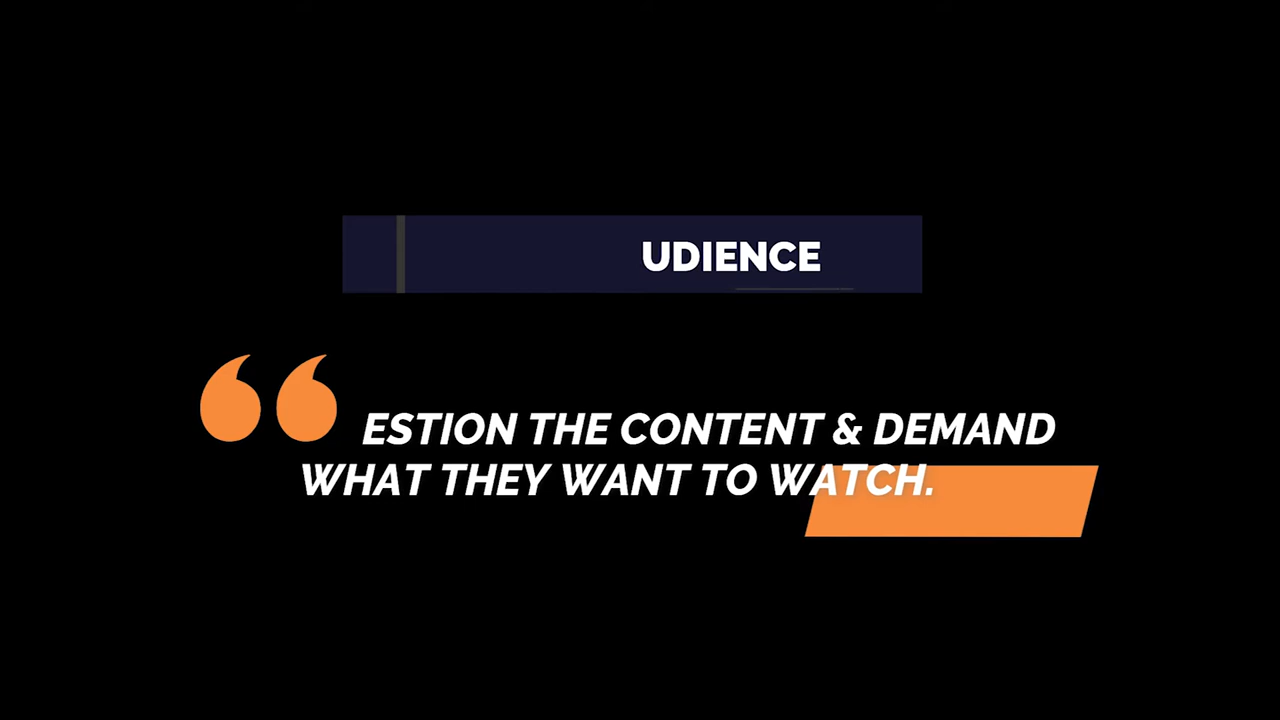 UDIENCE
ESTION THE CONTENT & DEMAND
WHAT THEY WANT TO WATCH.